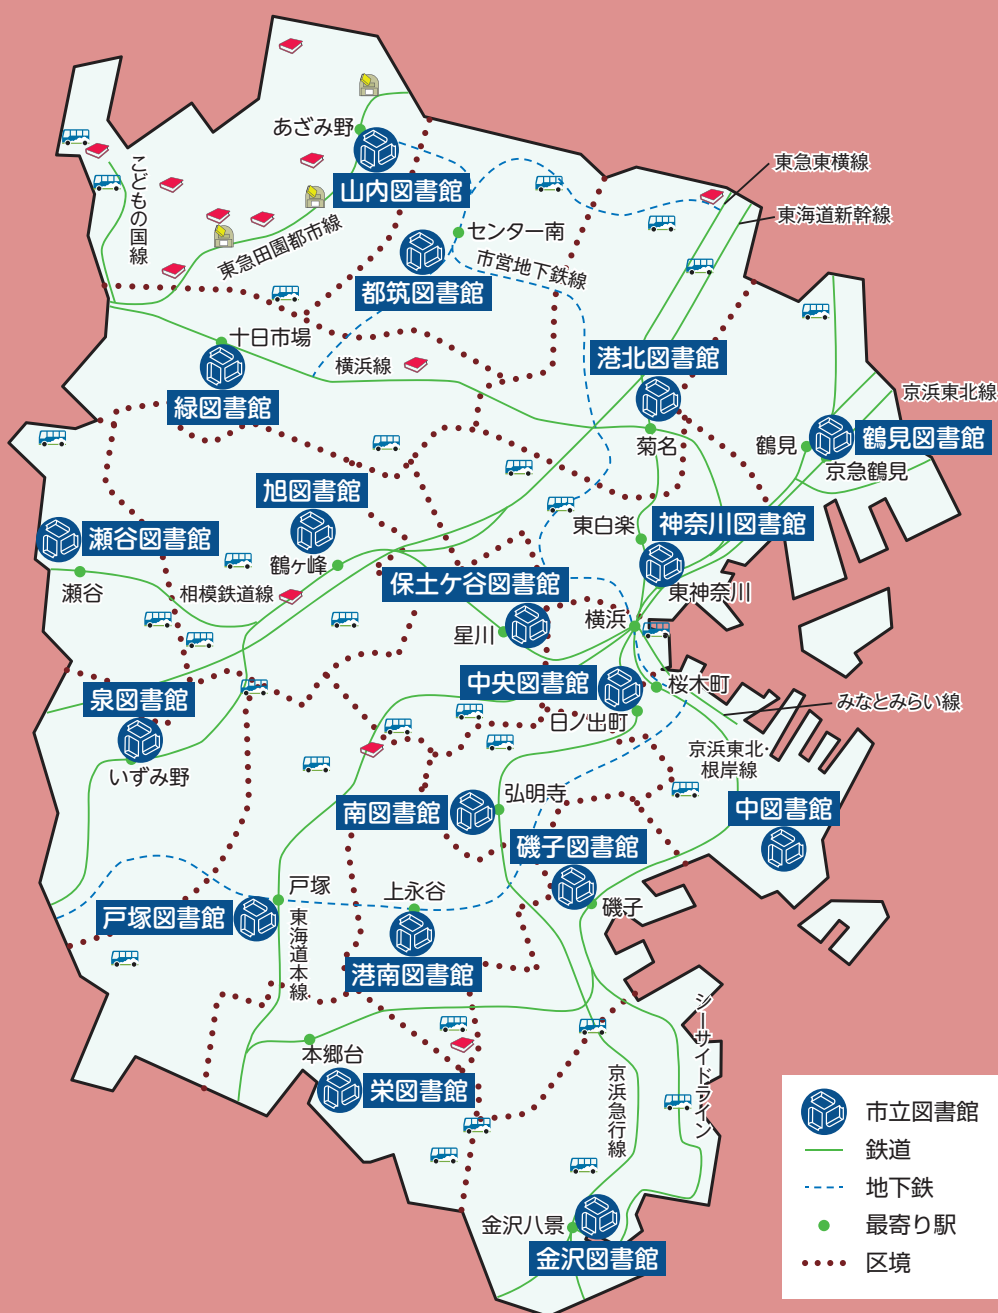 あざみ野
山内図書館
こどもの国線
東急田園都市線
東急東横線
東海道新幹線
センター南
市営地下鉄線
都筑図書館
十日市場
横浜線
緑図書館
港北図書館
菊名
京浜東北線
鶴見
鶴見図書館
京急鶴見
旭図書館
鶴ヶ峰
瀬谷図書館
瀬谷
相模鉄道線
東白楽
神奈川図書館
東神奈川
保土ケ谷図書館
星川
横浜
中央図書館
桜木町
日ノ出町
みなとみらい線
泉図書館
いずみ野
京浜東北・
根岸線
中図書館
南図書館
弘明寺
磯子図書館
磯子
戸塚
戸塚図書館
東海道本線
上永谷
港南図書館
シーサイドライン
本郷台
栄図書館
京浜急行線
金沢八景
金沢図書館
市立図書館
鉄道
地下鉄
最寄り駅
区境